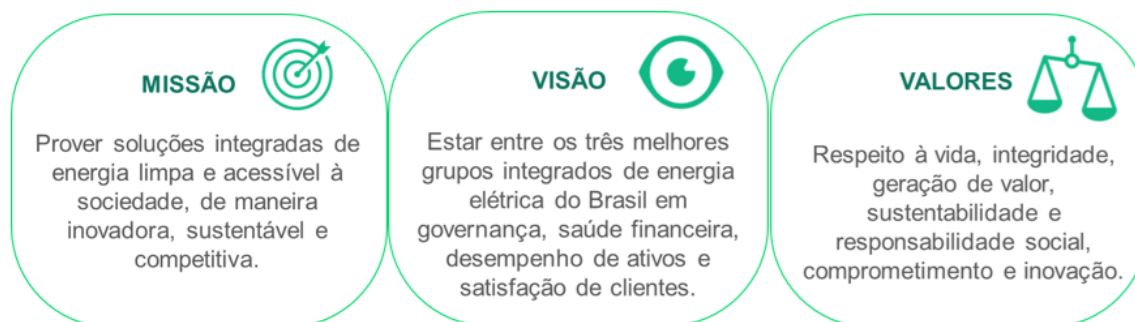 MISSÃO
Prover soluções integradas de
energia limpa e acessível à
sociedade, de maneira
inovadora, sustentável e
competitiva.
VISÃO
Estar entre os três melhores
grupos integrados de energia
elétrica do Brasil em
governança, saúde financeira,
desempenho de ativos e
satisfação de clientes.
VALORES
Respeito à vida, integridade,
geração de valor,
sustentabilidade e
responsabilidade social,
comprometimento e inovação.